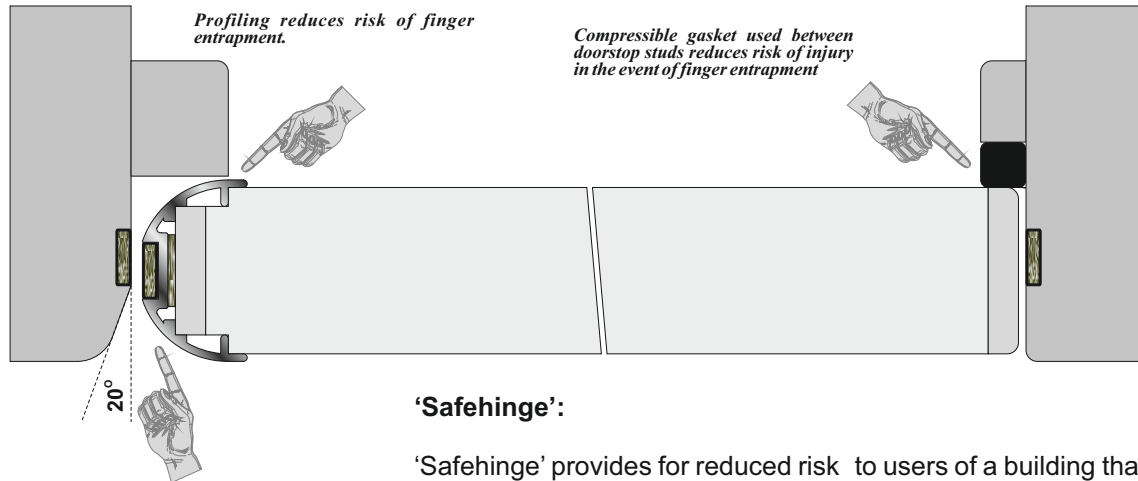 Profiling reduces risk of finger
entrapment.
Compressible gasket used between
doorstop studs reduces risk of injury
in the event of finger entrapment
20°
‘Safehinge’:
‘Safehinge’ provides for reduced risk to users of a building tha